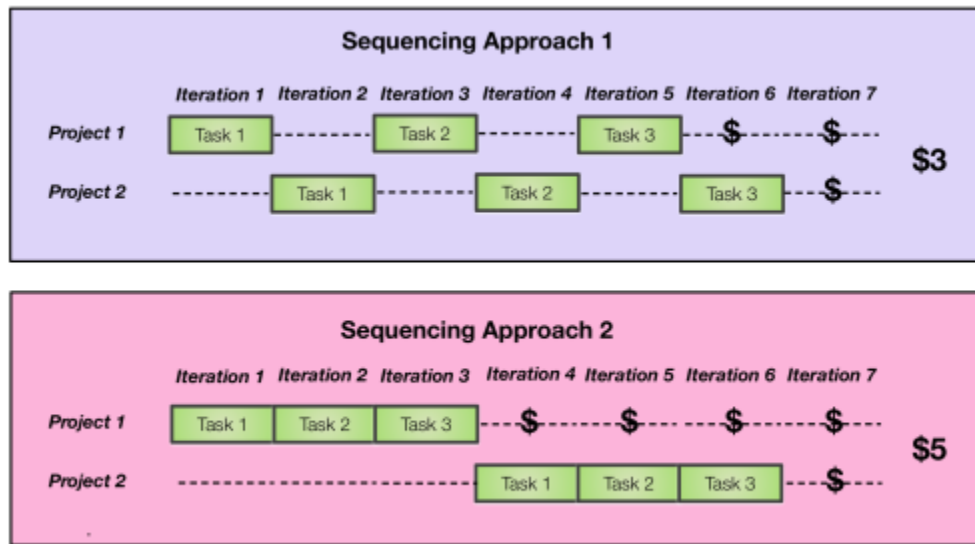 Sequencing Approach 1
Iteration 1 Iteration 2 Iteration 3 Iteration 4 Iteration 5 Iteration 6 Iteration 7
Project 1 Task 1 Task 2 Task 3 $ $
$3
Project 2 Task 1 Task 2 Task 3 $
Sequencing Approach 2
Iteration 1 Iteration 2 Iteration 3 Iteration 4 Iteration 5 Iteration 6 Iteration 7
Project 1 Task 1 Task 2 Task 3 $ $ $ $
$5
Project 2 Task 1 Task 2 Task 3 $